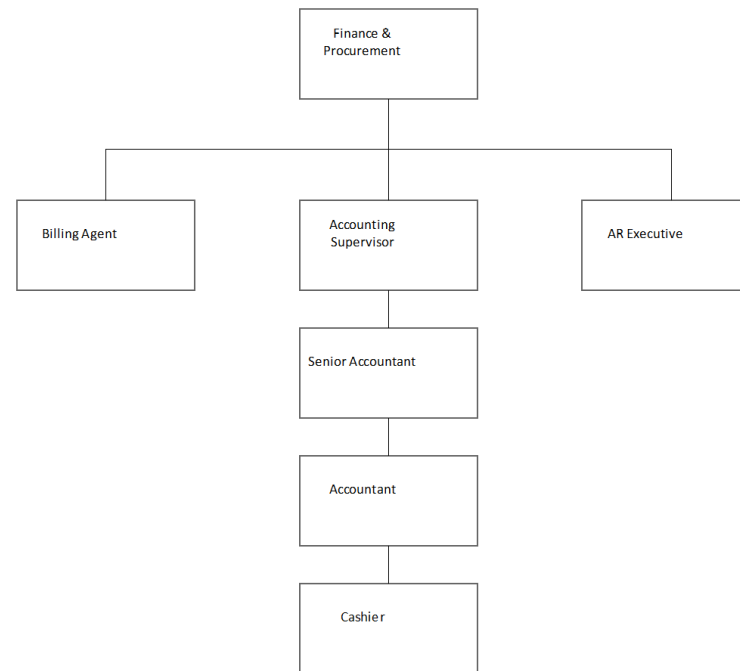 Finance &
Procurement
Billing Agent
Accounting
Supervisor
AR Executive
Senior Accountant
Accountant
Cashier